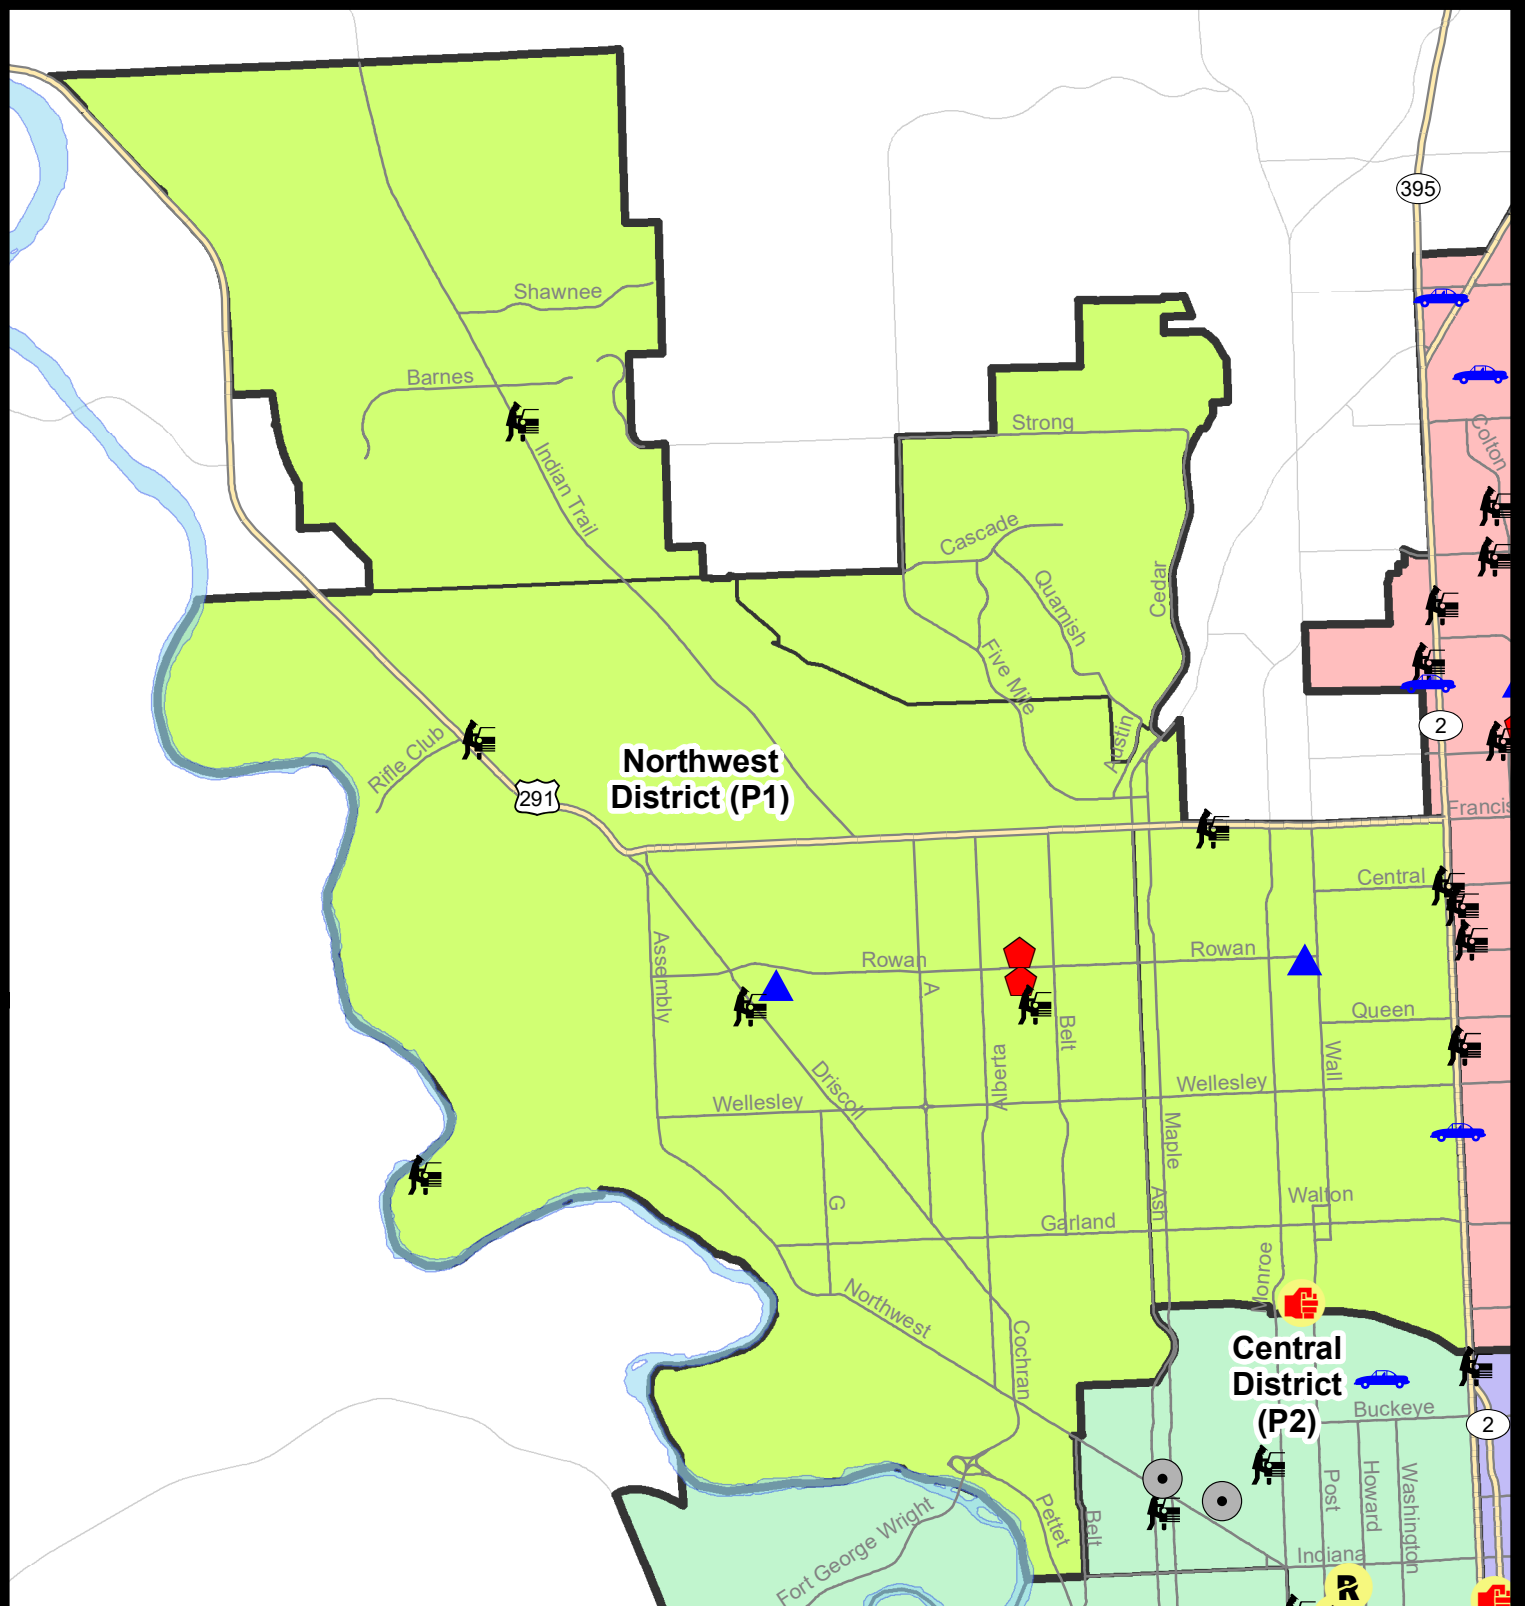 395
Shawnee
Barnes
Strong
Colton
Indian Trail
Cascade
Quamish
Cedar
Five Mile
Austin
2
Rifle Club
Northwest
District (P1)
291
Francis
Central
Assembly
Rowan
Rowan
A
Queen
Belt
Wall
Alberta
Driscoll
Wellesley
Wellesley
Maple
G
Ash
Walton
Garland
Monroe
Northwest
Cochran
Central
District
(P2)
Buckeye
2
Post
Howard
Washington
Pettet
Belt
Fort George Wright
Indiana
R